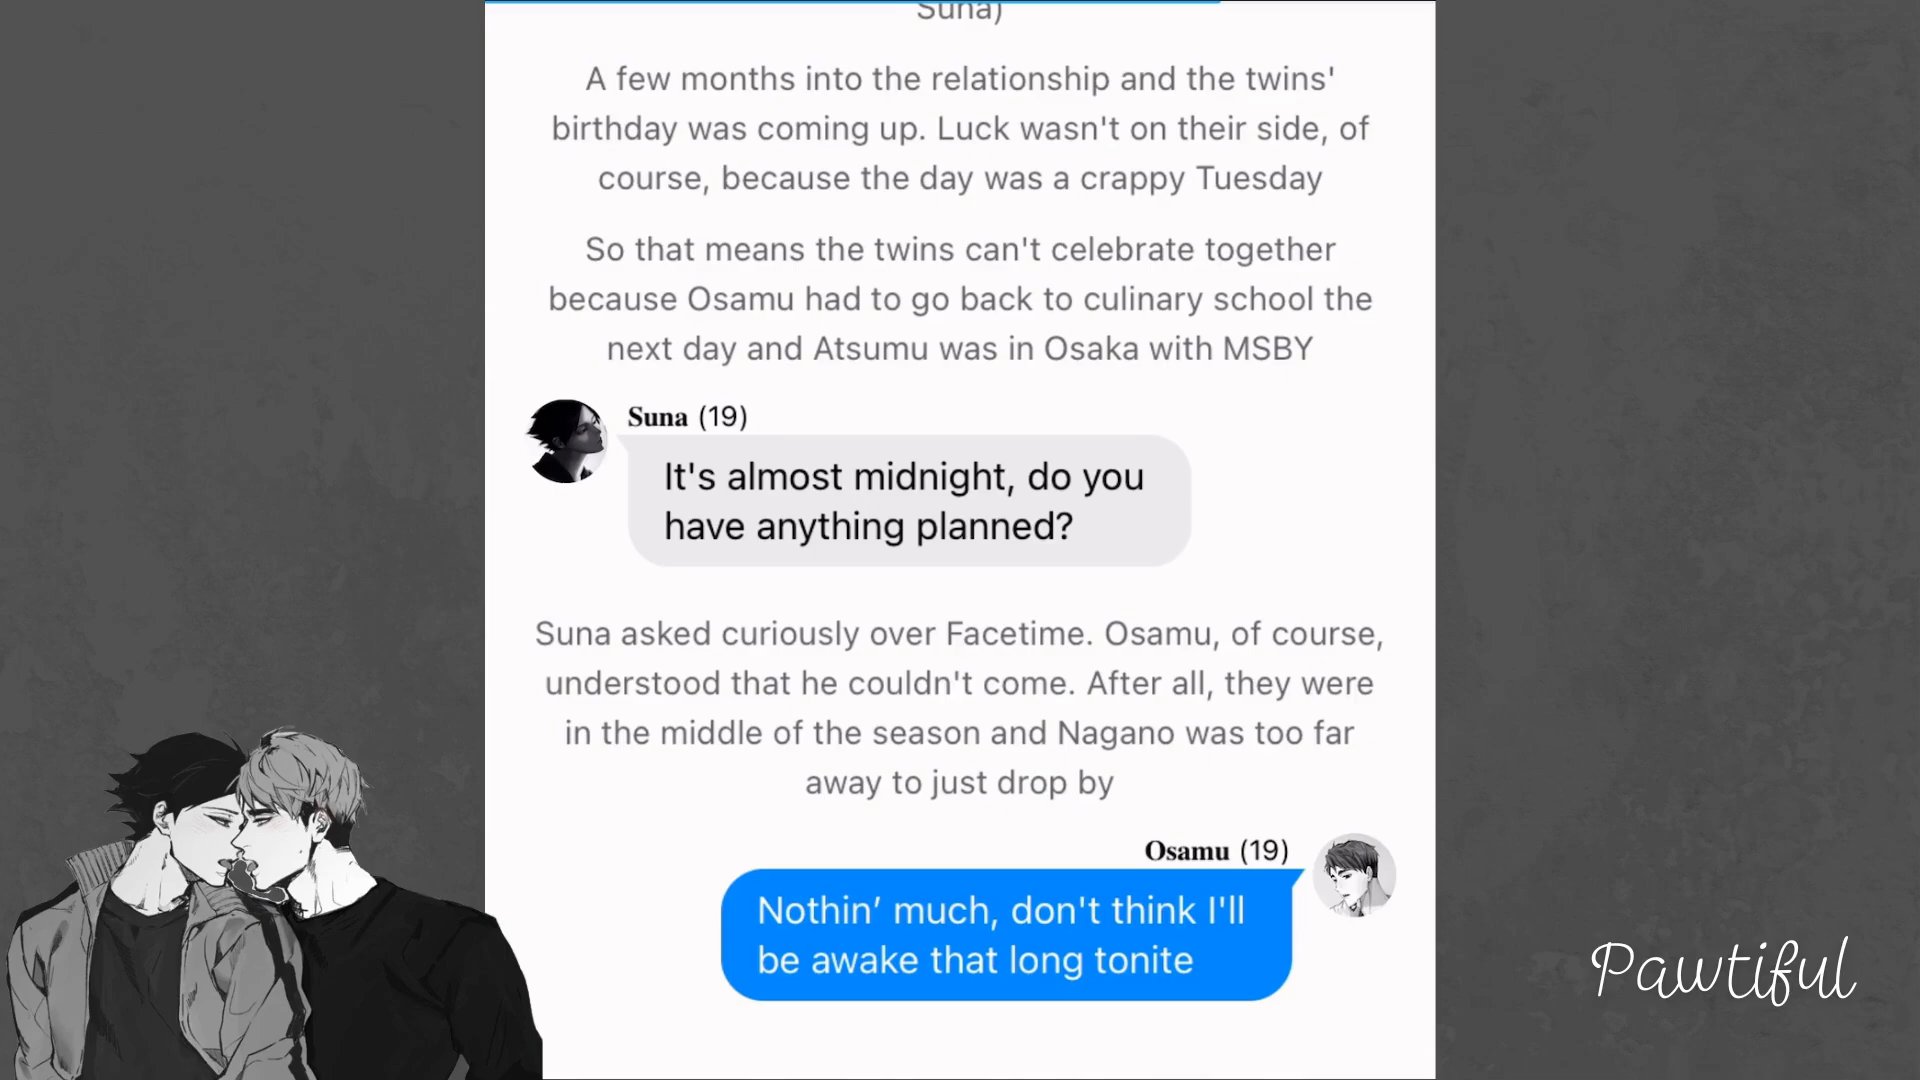 Suna)
A few months into the relationship and the twins'
birthday was coming up. Luck wasn't on their side, of
course, because the day was a crappy Tuesday
So that means the twins can't celebrate together
because Osamu had to go back to culinary school the
next day and Atsumu was in Osaka with MSBY
Suna (19)
It's almost midnight, do you
have anything planned?
Suna asked curiously over Facetime. Osamu, of course,
understood that he couldn't come. After all, they were
in the middle of the season and Nagano was too far
away to just drop by
Osamu (19)
Nothin’ much, don't think I'll
be awake that long tonite
Pawtiful